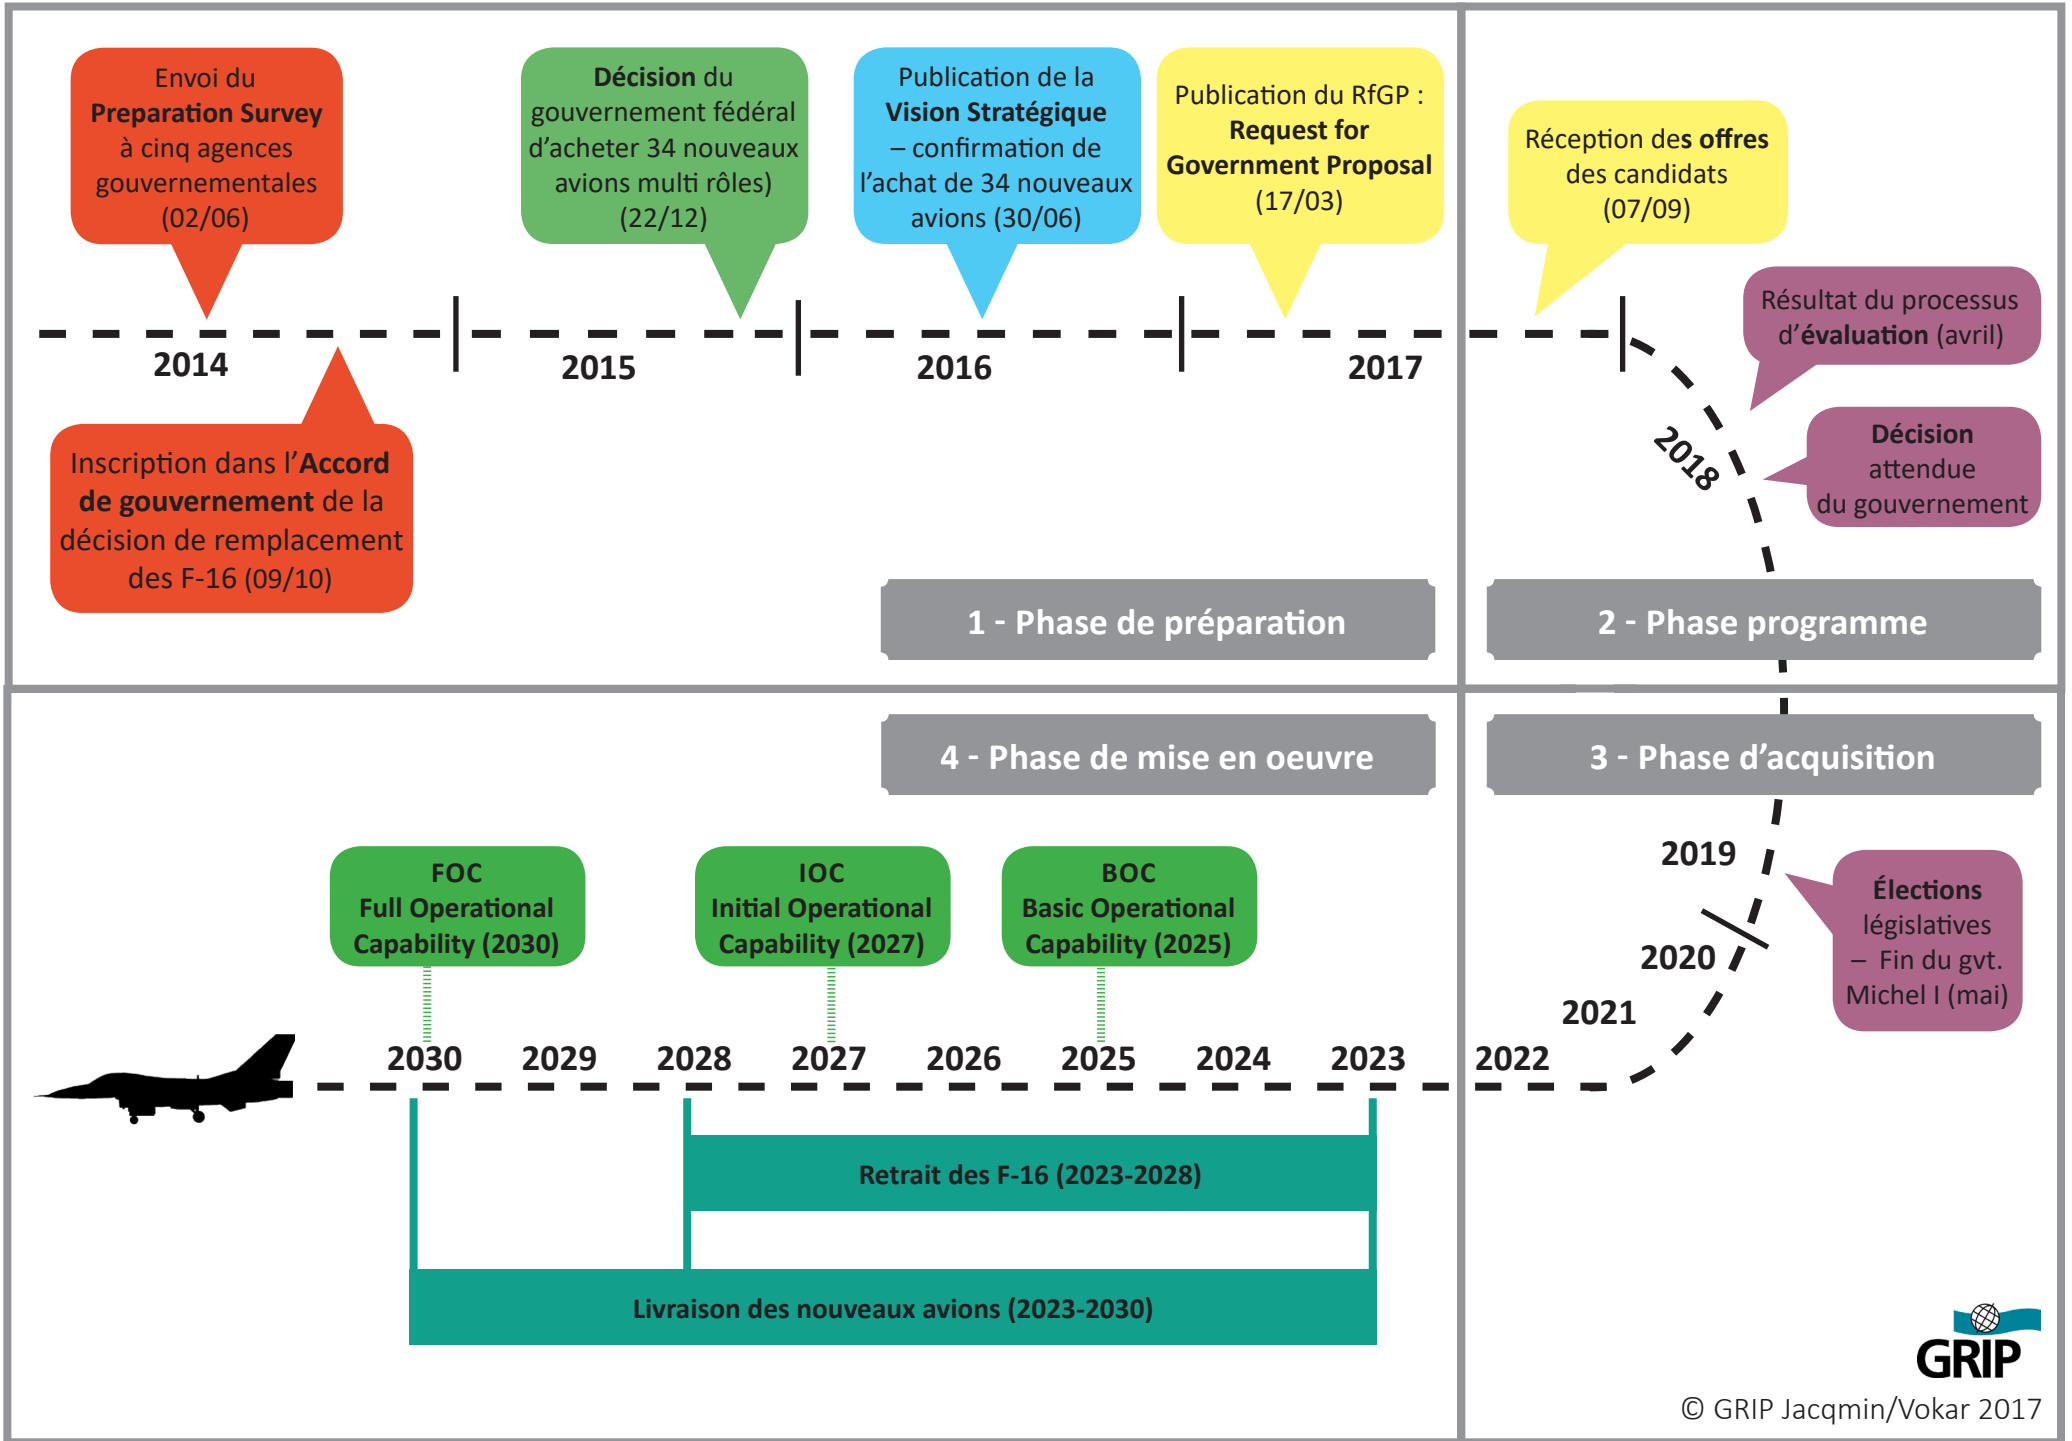 Envoi du
Preparation Survey
à cinq agences
gouvernementales
(02/06)
Décision du
gouvernement fédéral
d'acheter 34 nouveaux
avions multi rôles)
(22/12)
Publication de la
Vision Stratégique
– confirmation de
l'achat de 34 nouveaux
avions (30/06)
Publication du RfGP :
Request for
Government Proposal
(17/03)
Réception des offres
des candidats
(07/09)
Résultat du processus
d'évaluation (avril)
2014
2015
2016
2017
2018
Inscription dans l'Accord
de gouvernement de la
décision de remplacement
des F-16 (09/10)
Décision
attendue
du gouvernement
1 - Phase de préparation
2 - Phase programme
4 - Phase de mise en oeuvre
3 - Phase d'acquisition
2019
2020
2021
2022
Élections
législatives
– Fin du gvt.
Michel I (mai)
FOC
Full Operational
Capability (2030)
IOC
Initial Operational
Capability (2027)
BOC
Basic Operational
Capability (2025)
2030
2029
2028
2027
2026
2025
2024
2023
Retrait des F-16 (2023-2028)
Livraison des nouveaux avions (2023-2030)
GRIP
© GRIP Jacqmin/Vokar 2017